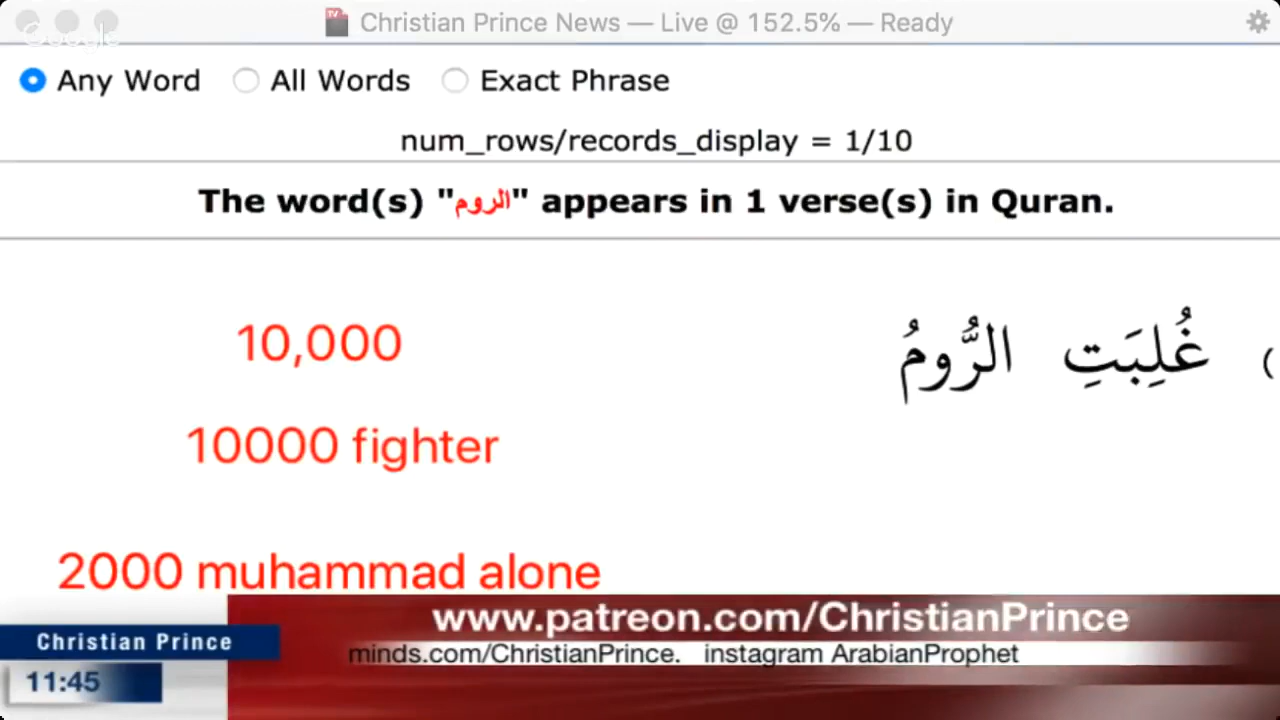 Christian Prince News — Live @ 152.5% — Ready
Google
Any Word All Words Exact Phrase
num_rows/records_display = 1/10
The word(s) "الروم" appears in 1 verse(s) in Quran.
10,000
) غُلِبَتِ الرُّومُ
10000 fighter
2000 muhammad alone
www.patreon.com/ChristianPrince
Christian Prince
minds.com/ChristianPrince. instagram ArabianProphet
11:45